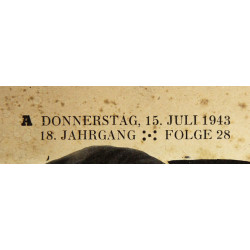 A DONNERSTAG, 15. JULI 1943
18. JAHRGANG FOLGE 28